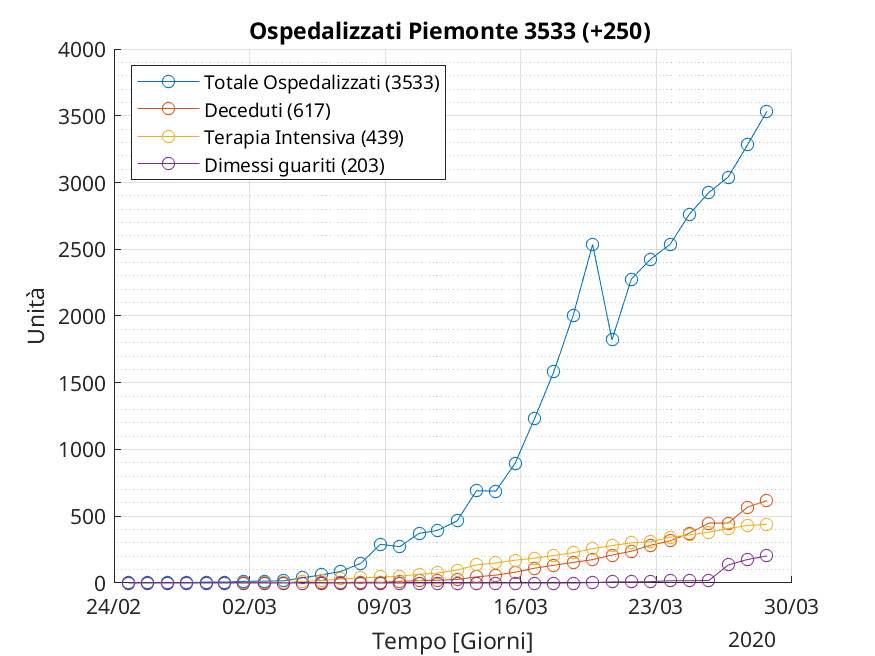 Ospedalizzati Piemonte 3533 (+250)
4000
3500
3000
2500
2000
1500
1000
500
0
Unità
Totale Ospedalizzati (3533)
Deceduti (617)
Terapia Intensiva (439)
Dimessi guariti (203)
24/02 02/03 09/03 16/03 23/03 30/03
Tempo [Giorni]
2020